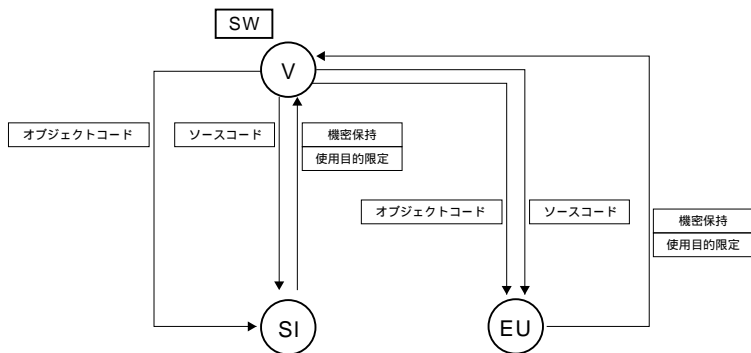 SW
V
オブジェクトコード
ソースコード
機密保持
使用目的限定
オブジェクトコード
ソースコード
機密保持
使用目的限定
SI
EU